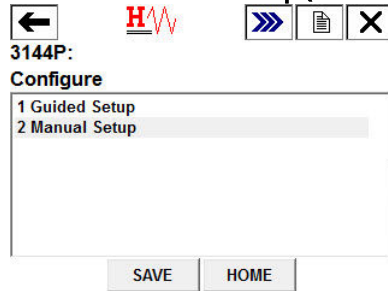 H
3144P:
Configure
1 Guided Setup
2 Manual Setup
SAVE HOME